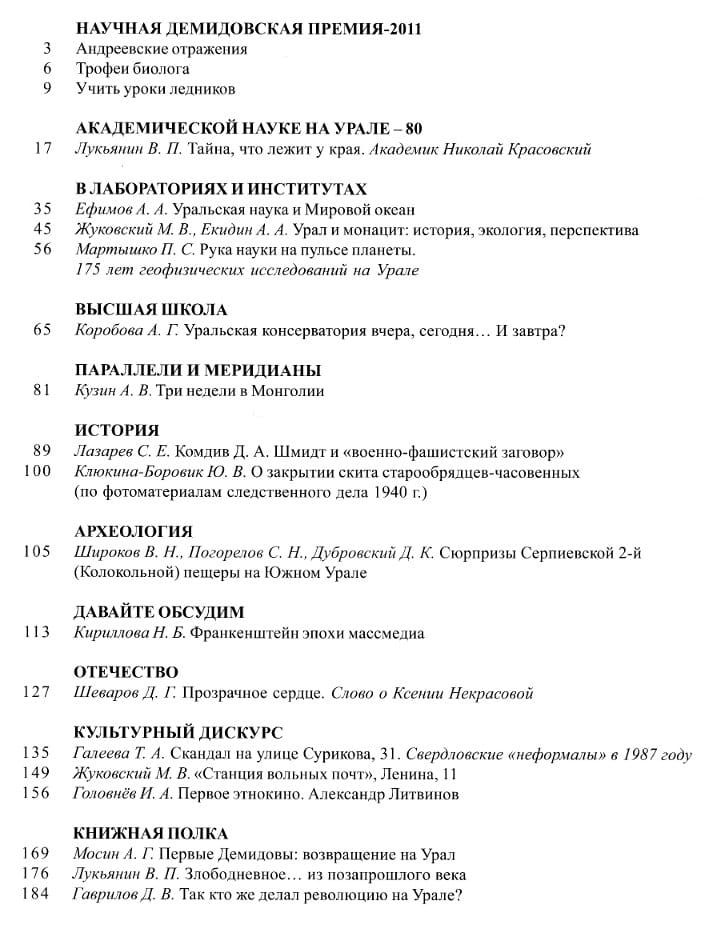 НАУЧНАЯ ДЕМИДОВСКАЯ ПРЕМИЯ-2011
3 Андреевские отражения
6 Трофеи биолога
9 Учить уроки ледников
АКАДЕМИЧЕСКОЙ НАУКЕ НА УРАЛЕ – 80
17 Лукьянин В. П. Тайна, что лежит у края. Академик Николай Красовский
В ЛАБОРАТОРИЯХ И ИНСТИТУТАХ
35 Ефимов А. А. Уральская наука и Мировой океан
45 Жуковский М. В., Екидин А. А. Урал и монацит: история, экология, перспектива
56 Мартышко П. С. Рука науки на пульсе планеты.
175 лет геофизических исследований на Урале
ВЫСШАЯ ШКОЛА
65 Коробова А. Г. Уральская консерватория вчера, сегодня… И завтра?
ПАРАЛЛЕЛИ И МЕРИДИАНЫ
81 Кузин А. В. Три недели в Монголии
ИСТОРИЯ
89 Лазарев С. Е. Комдив Д. А. Шмидт и «военно-фашистский заговор»
100 Клюкина-Боровик Ю. В. О закрытии скита старообрядцев-часовенных
(по фотоматериалам следственного дела 1940 г.)
АРХЕОЛОГИЯ
105 Широков В. Н., Погорелов С. Н., Дубровский Д. К. Сюрпризы Серпиевской 2-й
(Колокольной) пещеры на Южном Урале
ДАВАЙТЕ ОБСУДИМ
113 Кириллова Н. Б. Франкенштейн эпохи массмедиа
ОТЕЧЕСТВО
127 Шеваров Д. Г. Прозрачное сердце. Слово о Ксении Некрасовой
КУЛЬТУРНЫЙ ДИСКУРС
135 Галеева Т. А. Скандал на улице Сурикова, 31. Свердловские «неформалы» в 1987 году
149 Жуковский М. В. «Станция вольных почт», Ленина, 11
156 Головнёв И. А. Первое этнокино. Александр Литвинов
КНИЖНАЯ ПОЛКА
169 Мосин А. Г. Первые Демидовы: возвращение на Урал
176 Лукьянин В. П. Злободневное… из позапрошлого века
184 Гаврилов Д. В. Так кто же делал революцию на Урале?